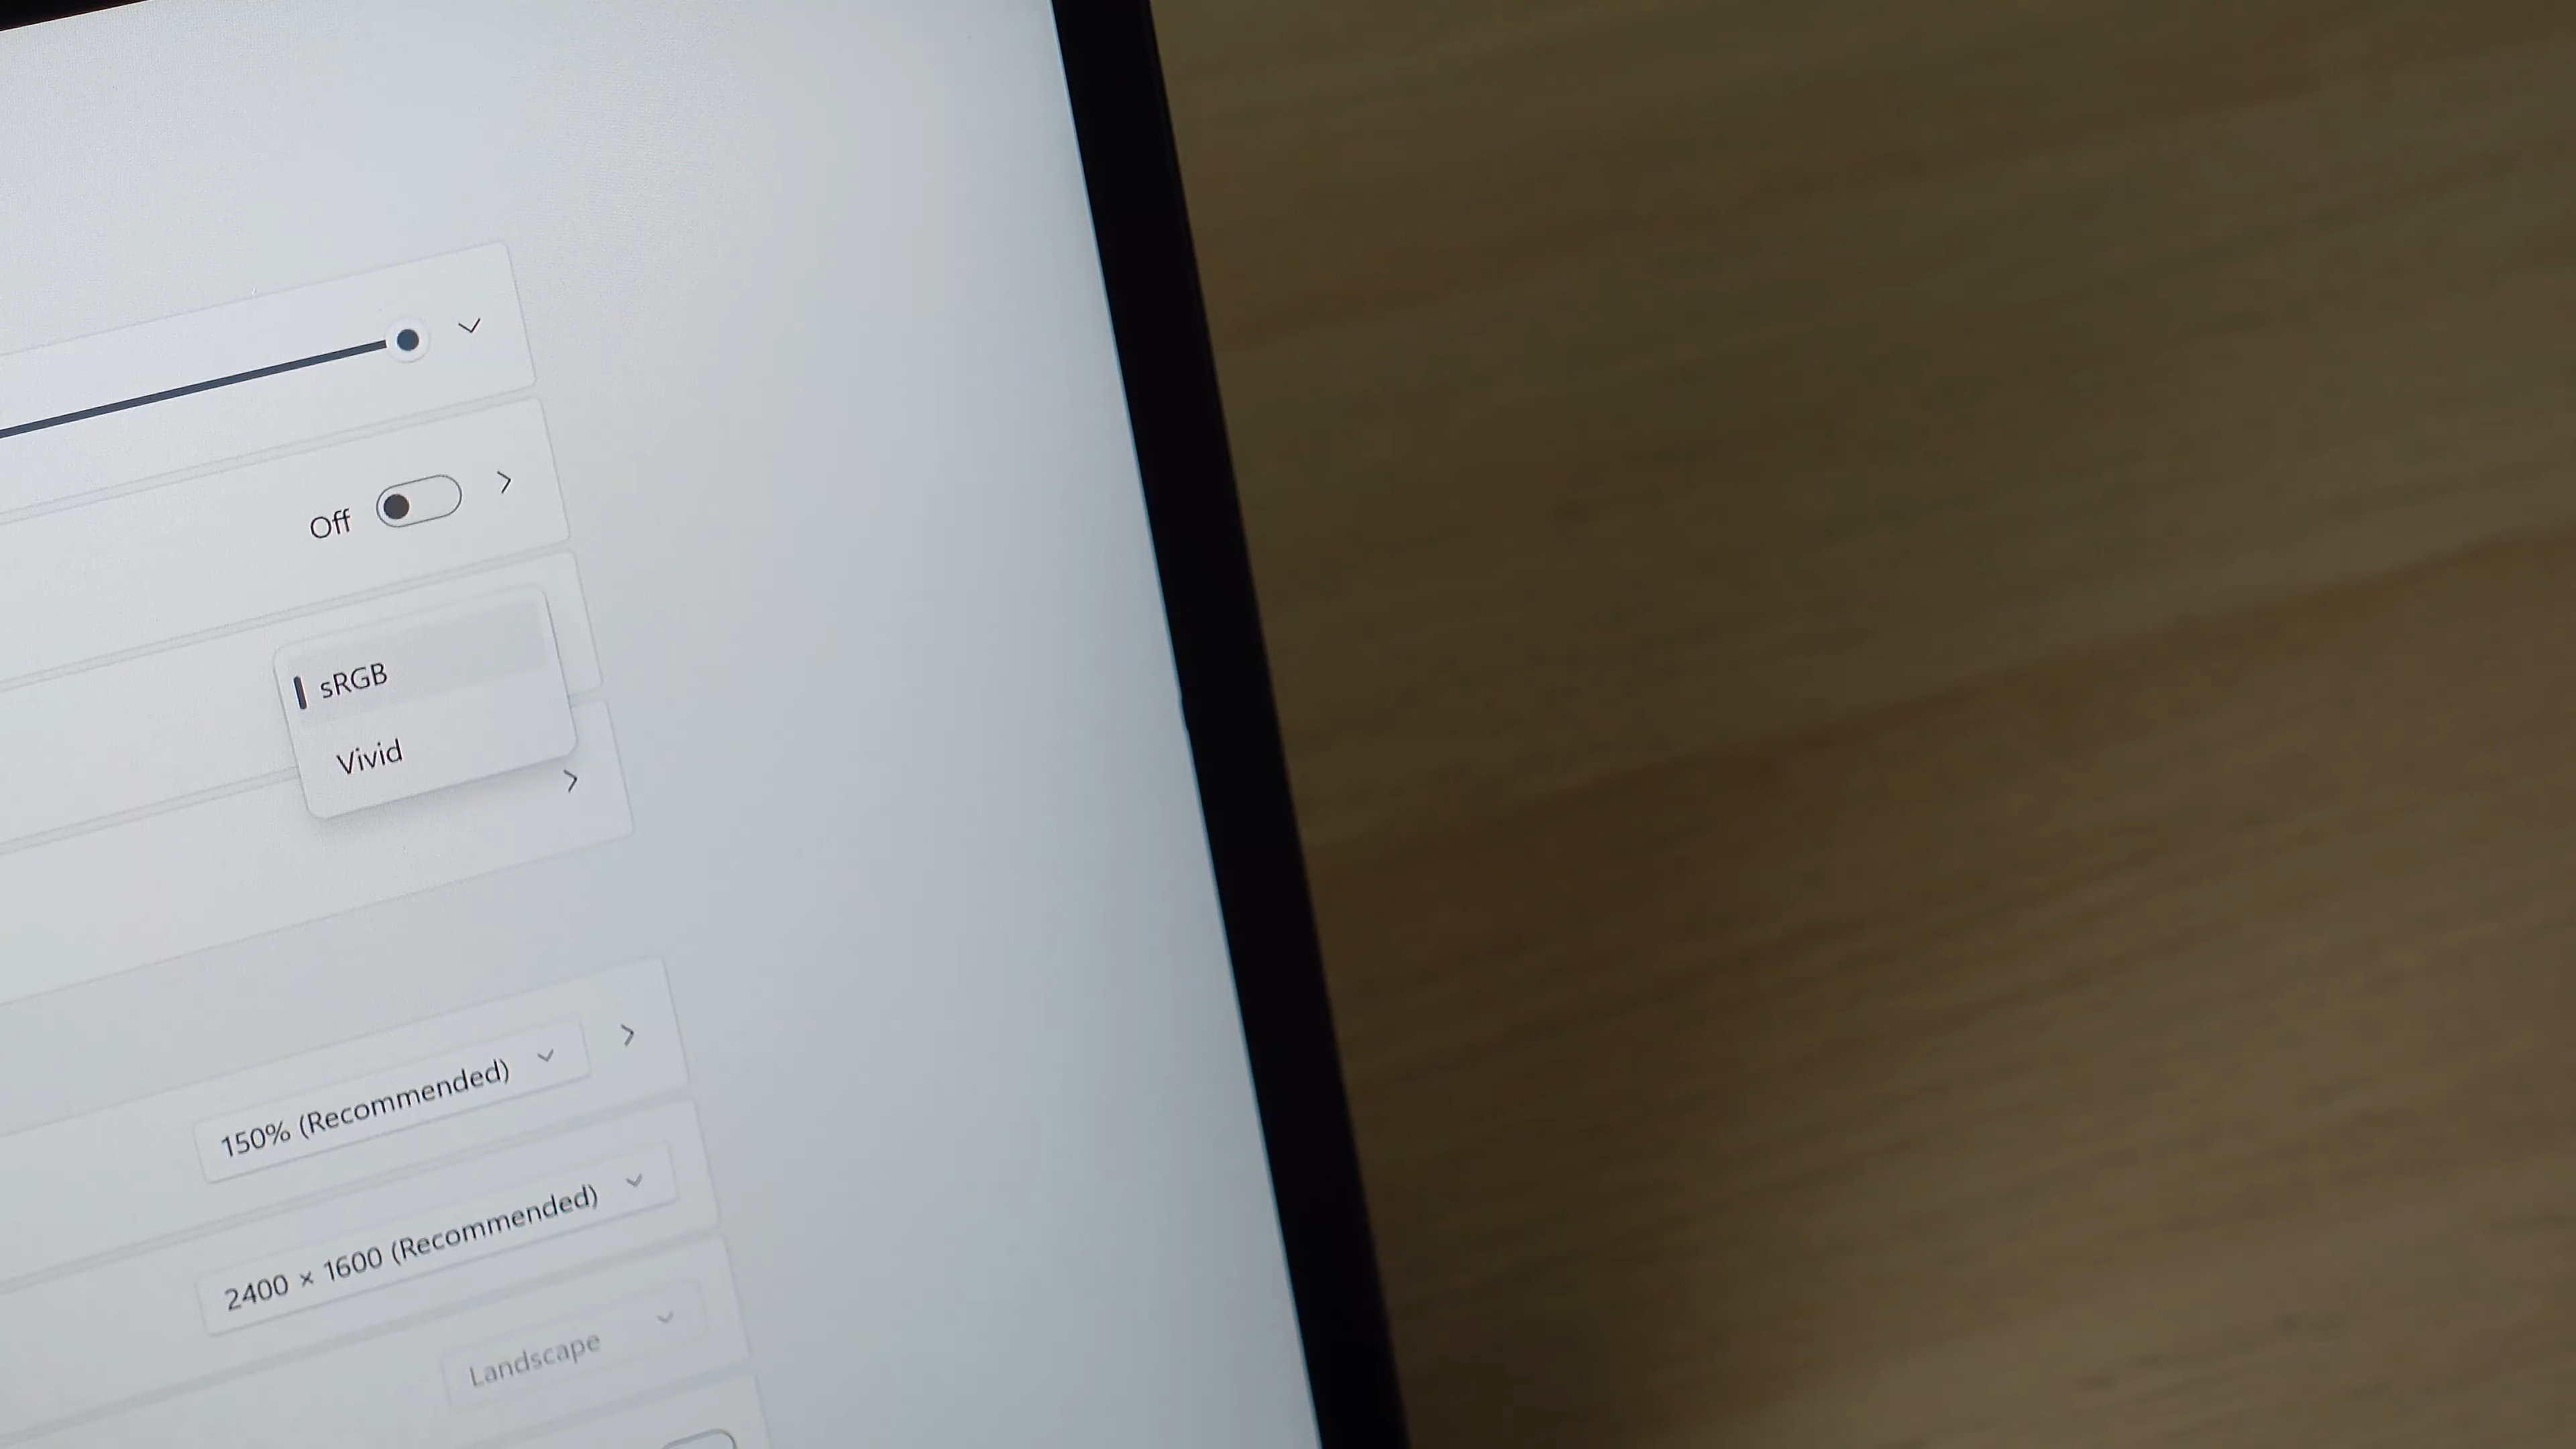 Off
sRGB
Vivid
150% (Recommended)
2400 × 1600 (Recommended)
Landscape